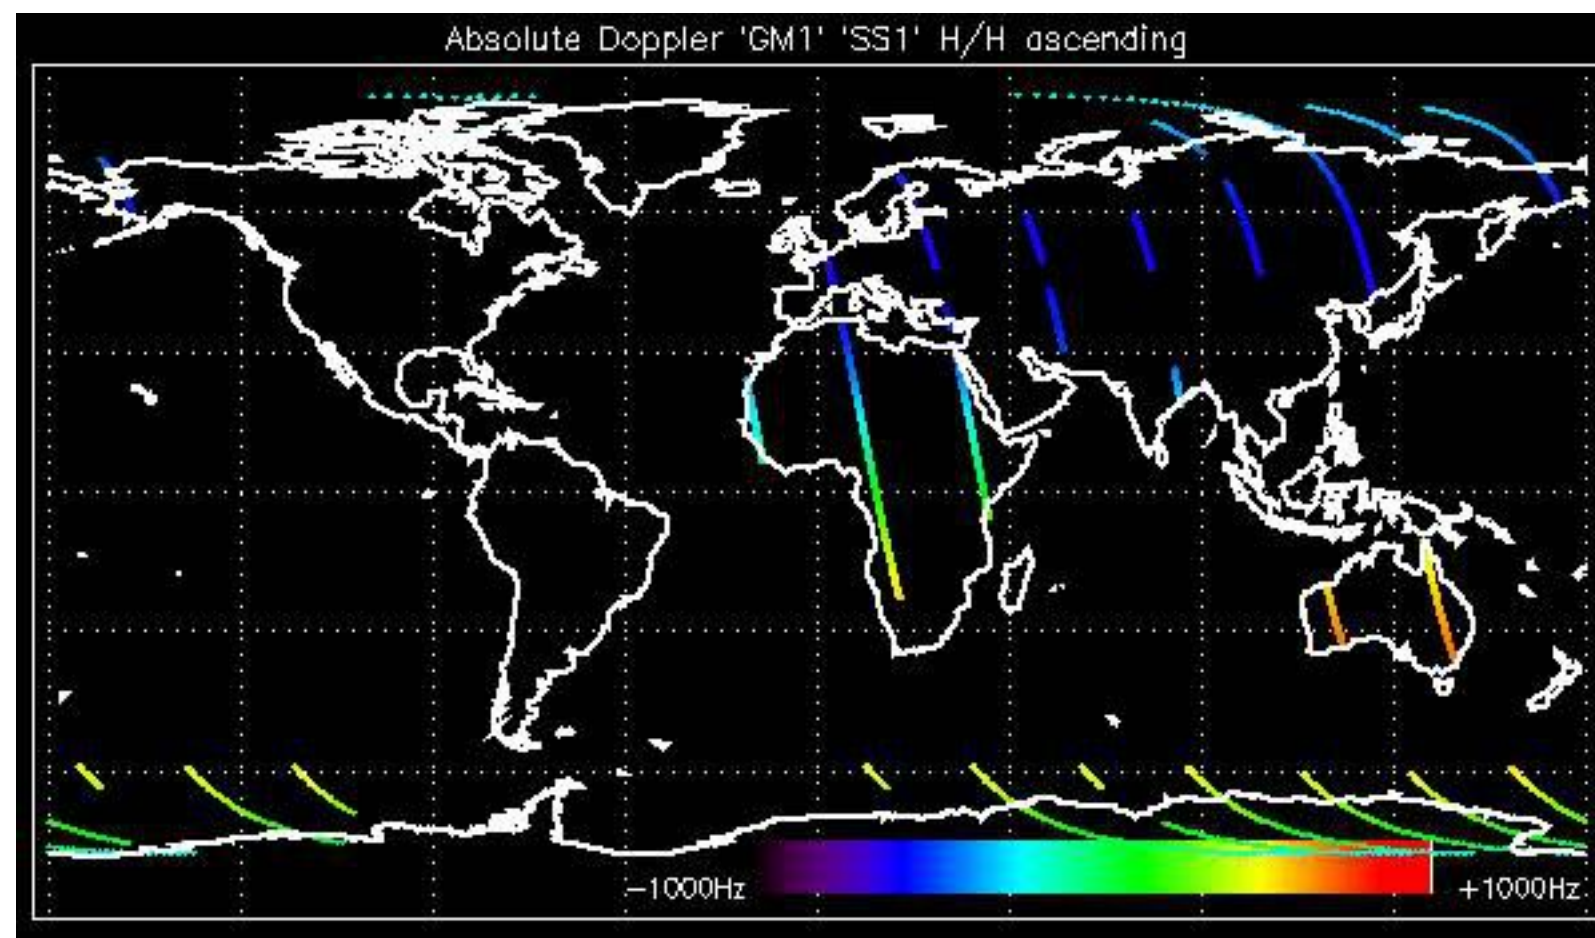 Absolute Doppler 'GM1' 'SS1' H/H ascending
-1000Hz +1000Hz